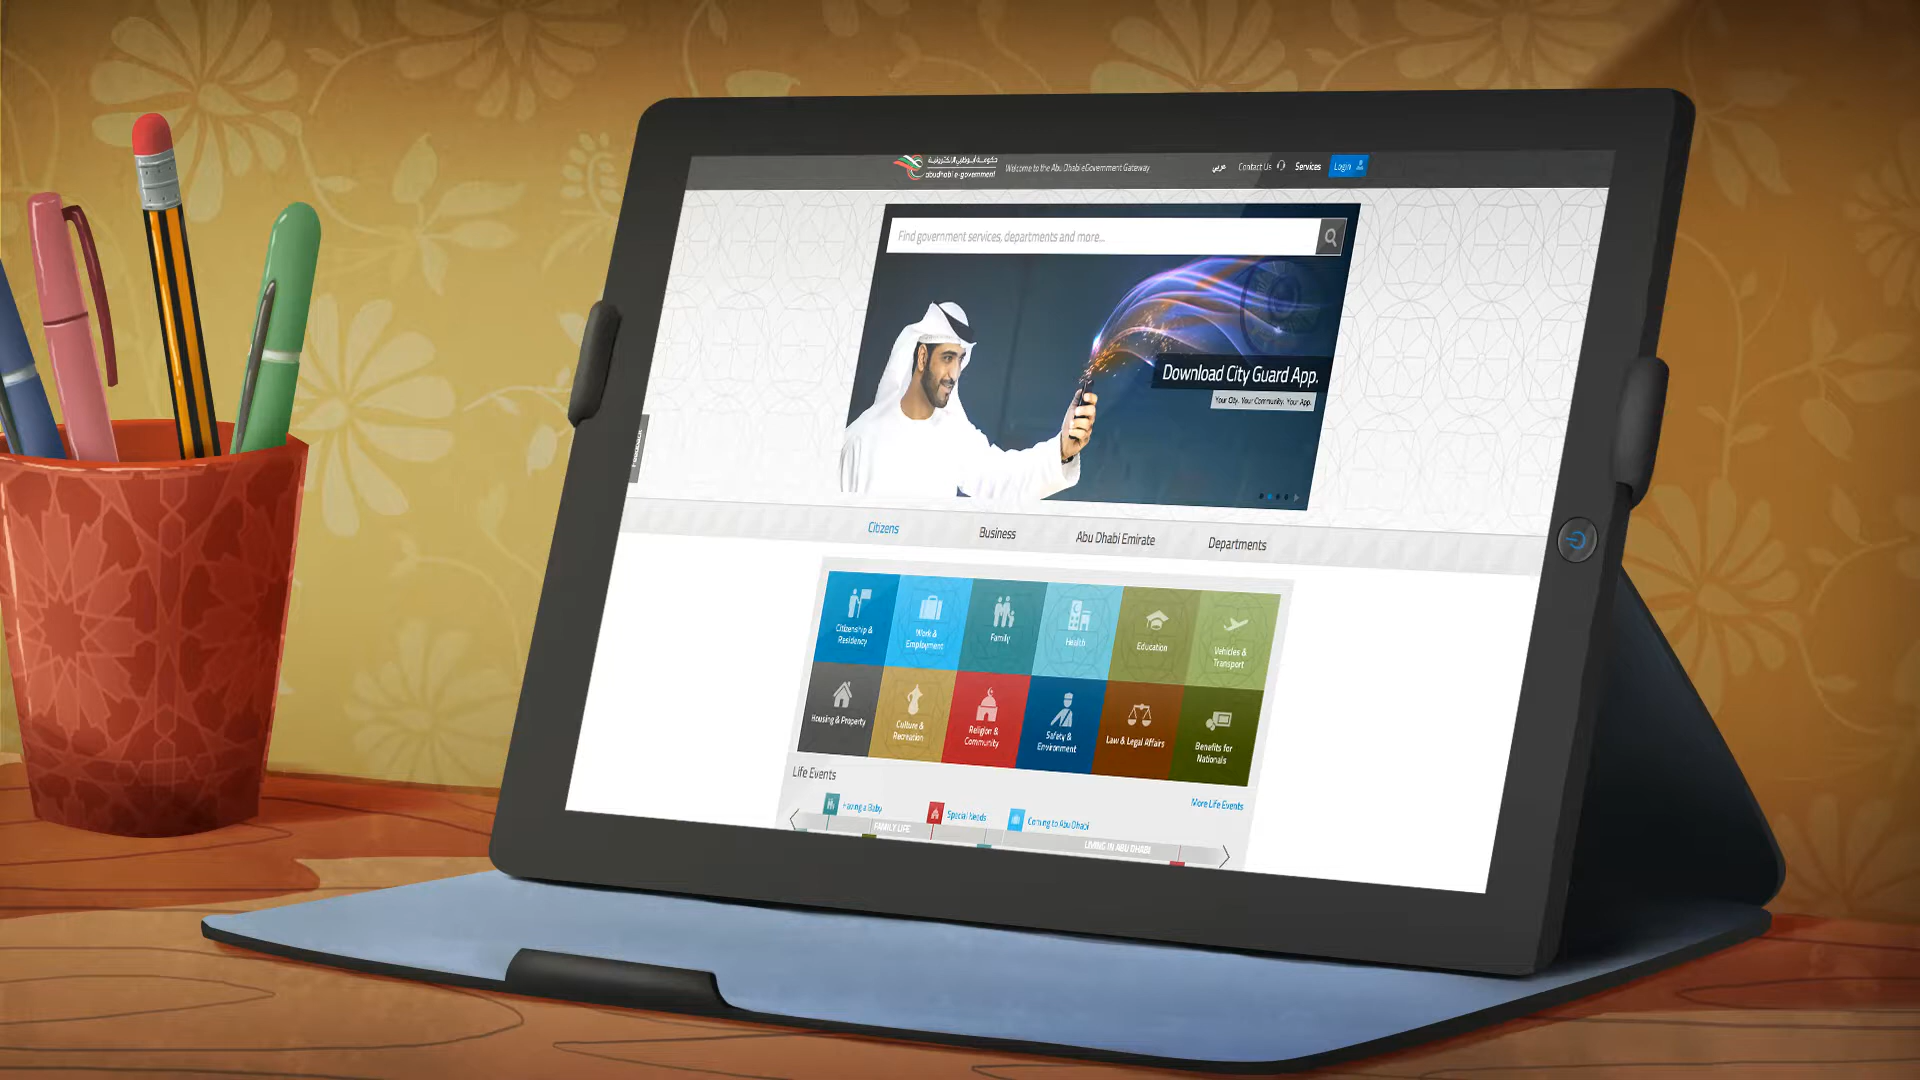 حكومة أبوظبي الإلكترونية
abudhabi e-government
Welcome to the Abu Dhabi eGovernment Gateway
عربي
Contact Us
Services
Login
Find government services, departments and more...
Download City Guard App.
Your City. Your Community. Your App.
Feedback
Citizens
Business
Abu Dhabi Emirate
Departments
Citizenship &
Residency
Work &
Employment
Family
Health
Education
Vehicles &
Transport
Housing & Property
Culture &
Recreation
Religion &
Community
Safety &
Environment
Law & Legal Affairs
Benefits for
Nationals
Life Events
More Life Events
Having a Baby
Special Needs
Coming to Abu Dhabi
FAMILY LIFE
LIVING IN ABU DHABI